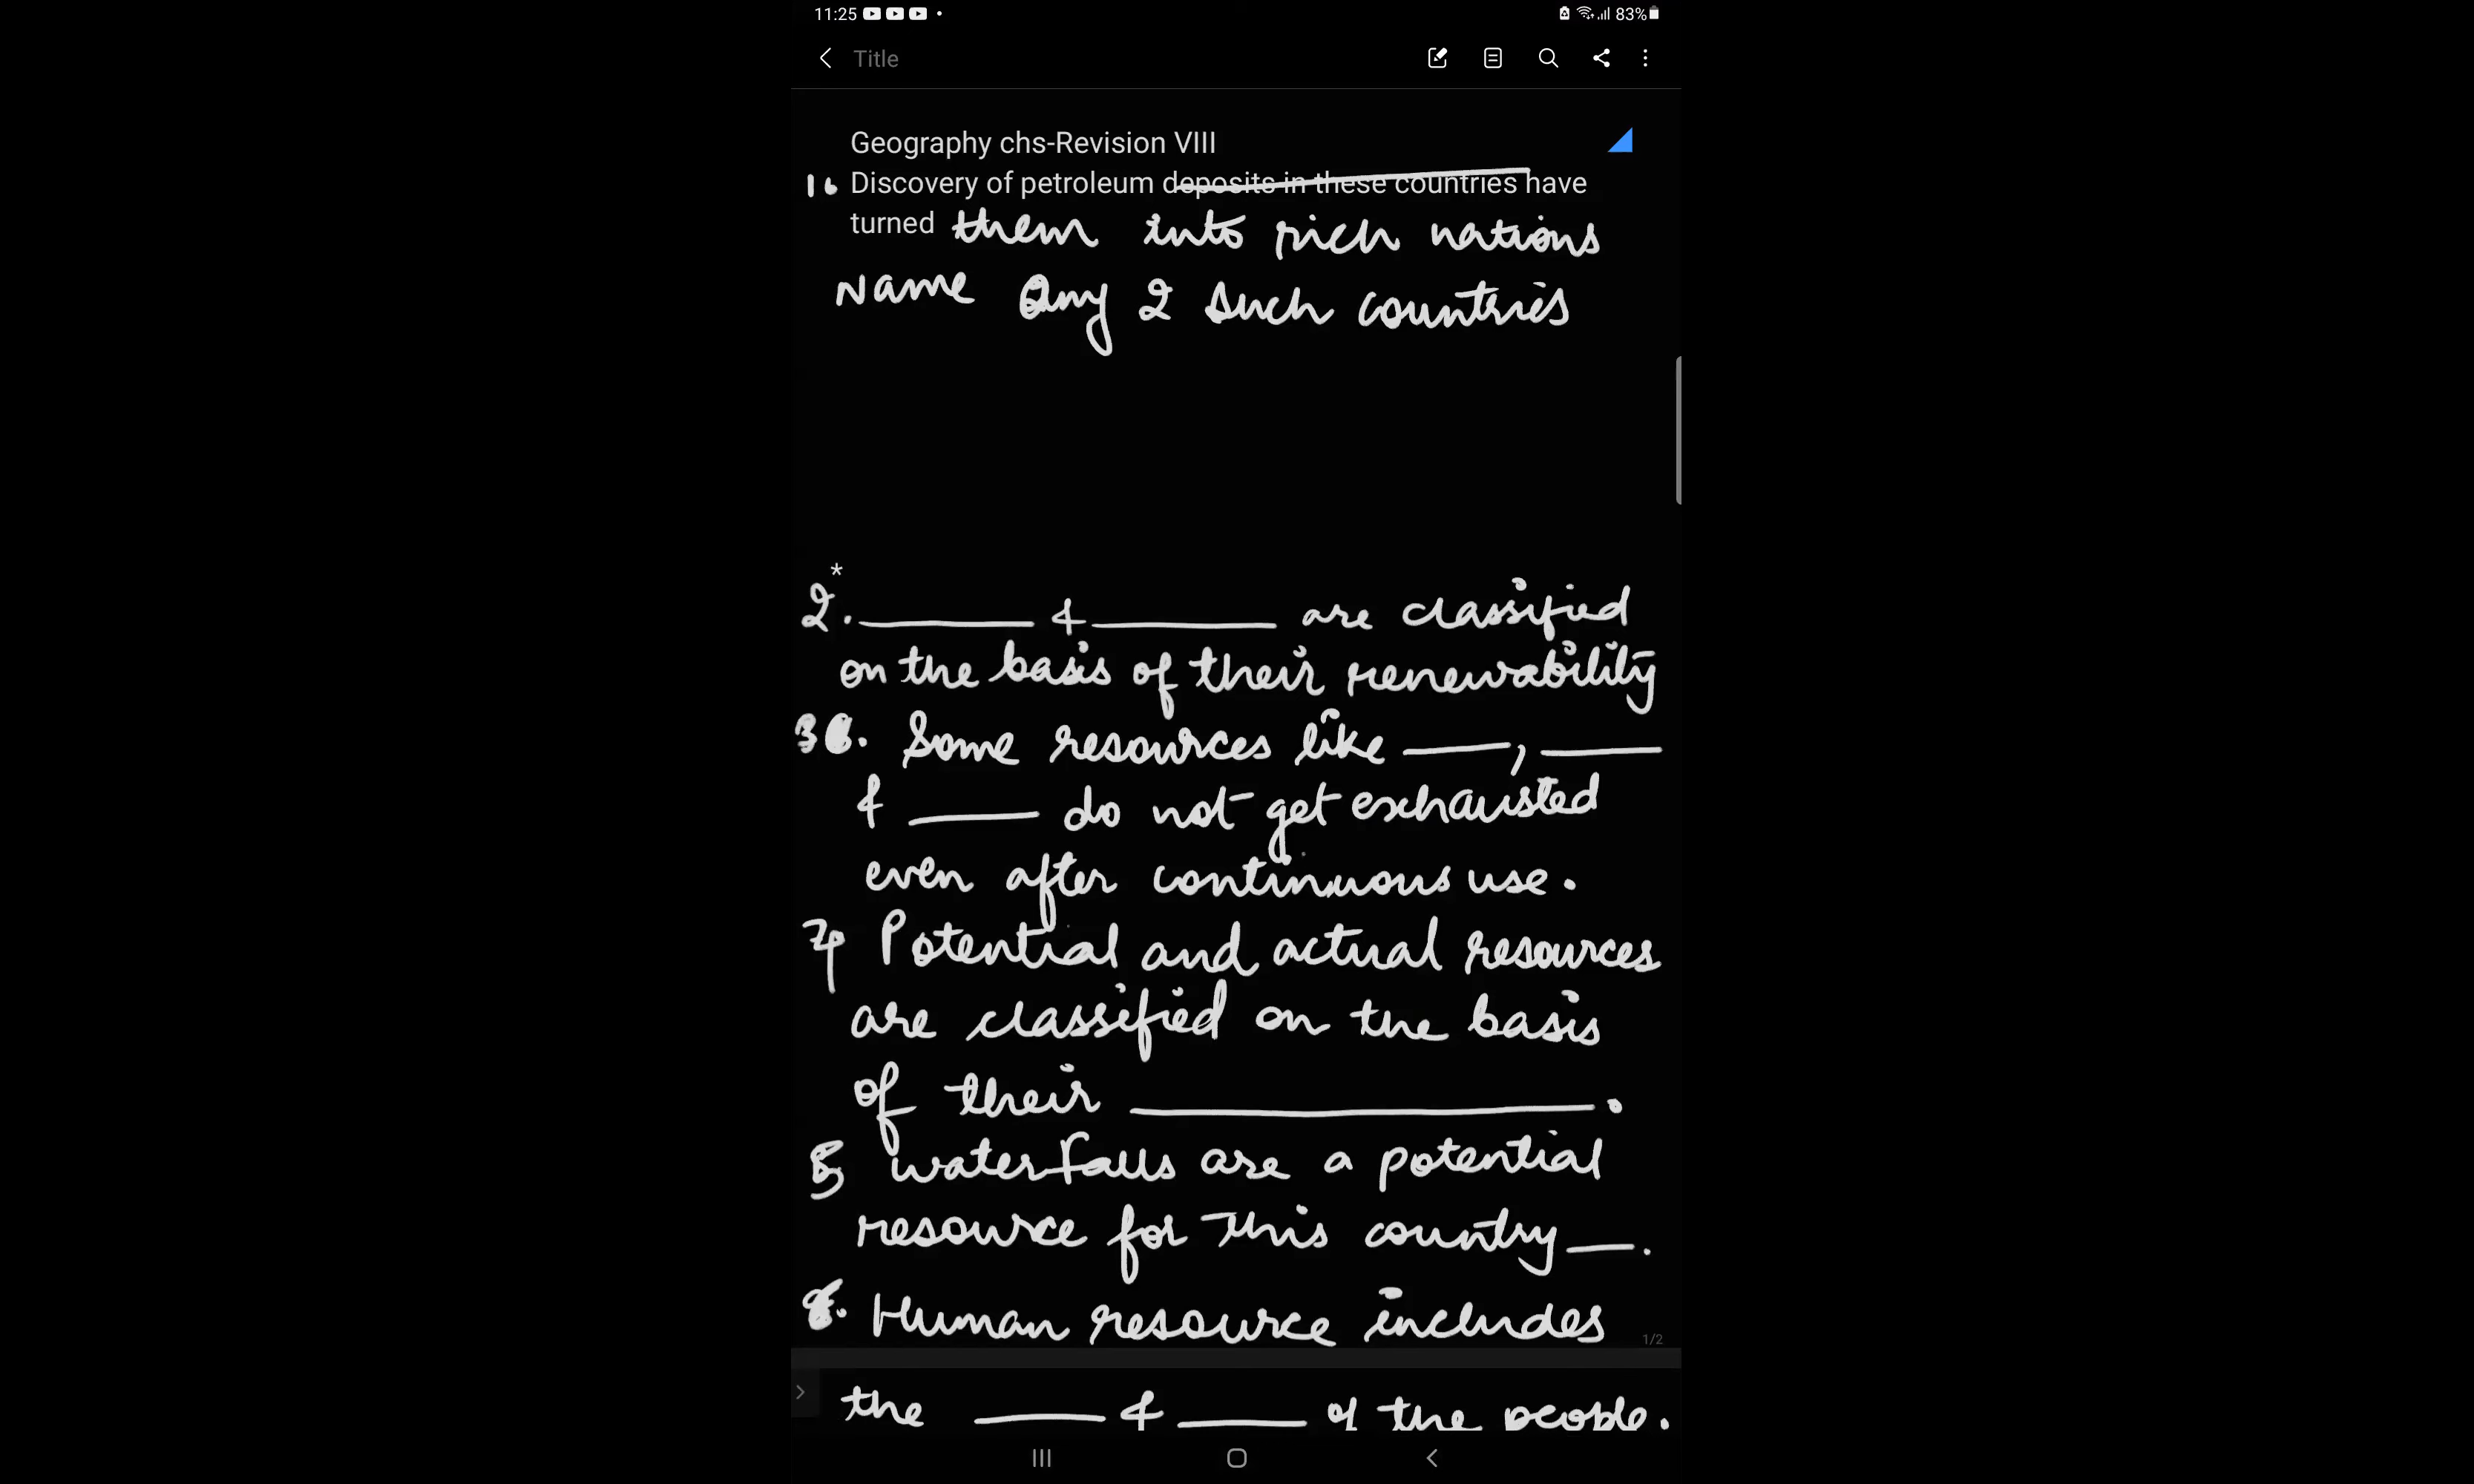 11:25 83%
Title
Geography chs-Revision VIII
1. Discovery of petroleum deposits in these countries have
turned them into rich nations
Name any 2 such countries
*
2. ______ & ______ are classified
on the basis of their renewability
3. Some resources like ____, ____
& ____ do not get exhausted
even after continuous use.
Potential and actual resources
are classified on the basis
of their ____________.
5 Waterfalls are a potential
resource for this country __.
Human resource includes
1/2
the ____ & ____ of the people.